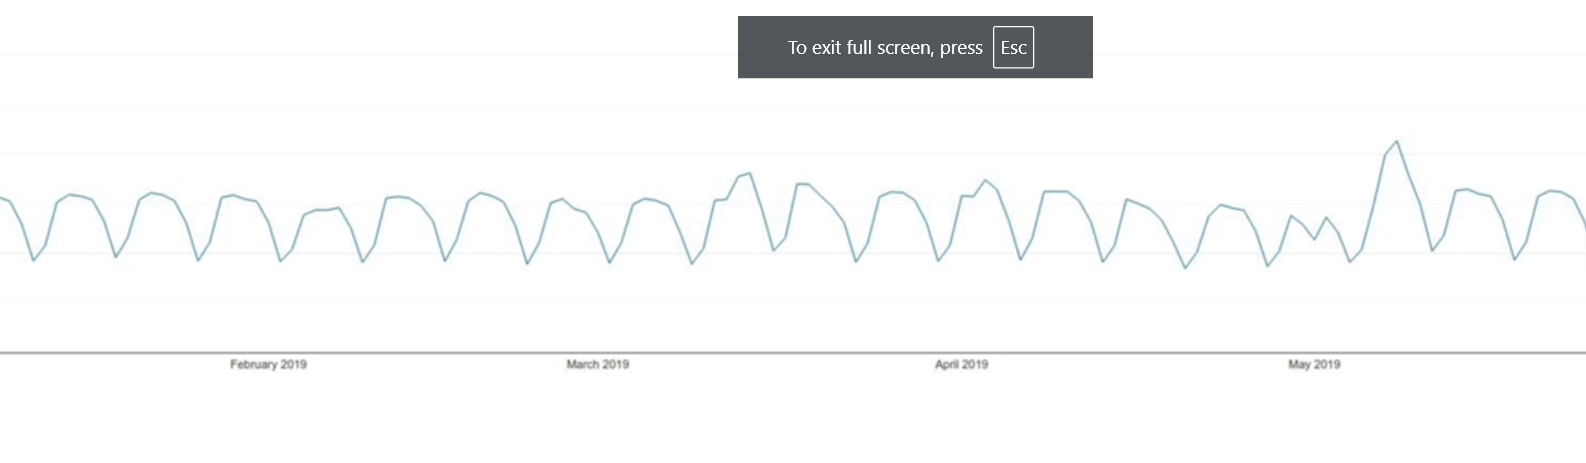 To exit full screen, press Esc
February 2019 March 2019 April 2019 May 2019